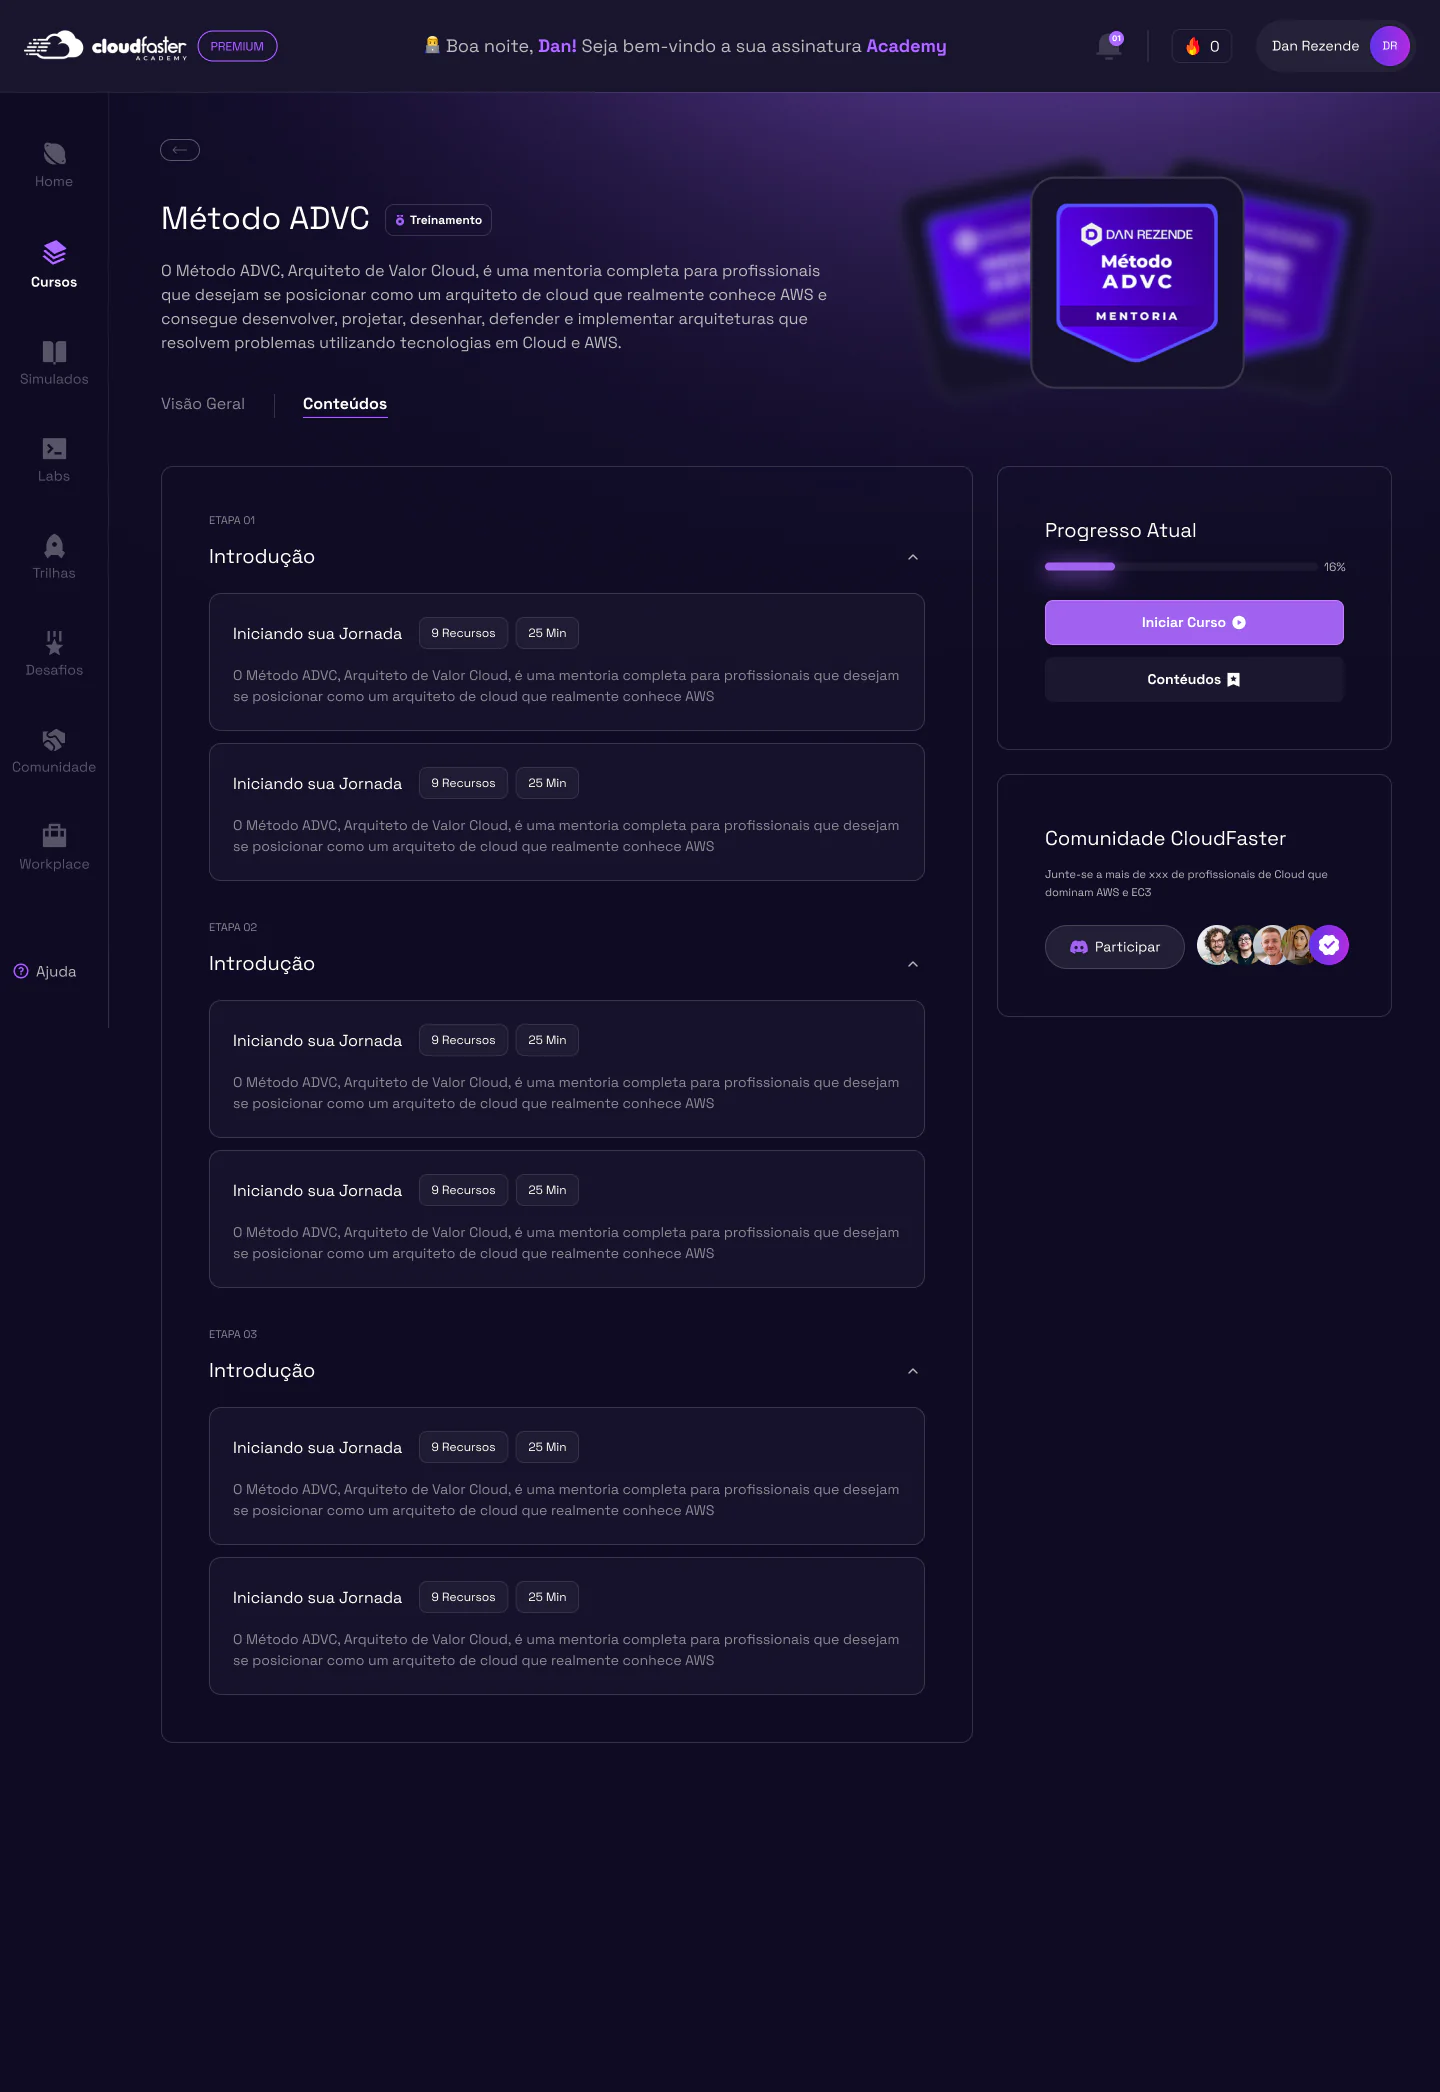 cloudfaster
ACADEMY
PREMIUM
Boa noite, Dan! Seja bem-vindo a sua assinatura Academy
01
0
Dan Rezende
DR
Home
Cursos
Simulados
Labs
Trilhas
Desafios
Comunidade
Workplace
Ajuda
Método ADVC
Treinamento
O Método ADVC, Arquiteto de Valor Cloud, é uma mentoria completa para profissionais
que desejam se posicionar como um arquiteto de cloud que realmente conhece AWS e
consegue desenvolver, projetar, desenhar, defender e implementar arquiteturas que
resolvem problemas utilizando tecnologias em Cloud e AWS.
Visão Geral
Conteúdos
DAN REZENDE
Método
ADVC
MENTORIA
ETAPA 01
Introdução
Iniciando sua Jornada
9 Recursos
25 Min
O Método ADVC, Arquiteto de Valor Cloud, é uma mentoria completa para profissionais que desejam
se posicionar como um arquiteto de cloud que realmente conhece AWS
Iniciando sua Jornada
9 Recursos
25 Min
O Método ADVC, Arquiteto de Valor Cloud, é uma mentoria completa para profissionais que desejam
se posicionar como um arquiteto de cloud que realmente conhece AWS
ETAPA 02
Introdução
Iniciando sua Jornada
9 Recursos
25 Min
O Método ADVC, Arquiteto de Valor Cloud, é uma mentoria completa para profissionais que desejam
se posicionar como um arquiteto de cloud que realmente conhece AWS
Iniciando sua Jornada
9 Recursos
25 Min
O Método ADVC, Arquiteto de Valor Cloud, é uma mentoria completa para profissionais que desejam
se posicionar como um arquiteto de cloud que realmente conhece AWS
ETAPA 03
Introdução
Iniciando sua Jornada
9 Recursos
25 Min
O Método ADVC, Arquiteto de Valor Cloud, é uma mentoria completa para profissionais que desejam
se posicionar como um arquiteto de cloud que realmente conhece AWS
Iniciando sua Jornada
9 Recursos
25 Min
O Método ADVC, Arquiteto de Valor Cloud, é uma mentoria completa para profissionais que desejam
se posicionar como um arquiteto de cloud que realmente conhece AWS
Progresso Atual
16%
Iniciar Curso
Contéudos
Comunidade CloudFaster
Junte-se a mais de xxx de profissionais de Cloud que
dominam AWS e EC3
Participar